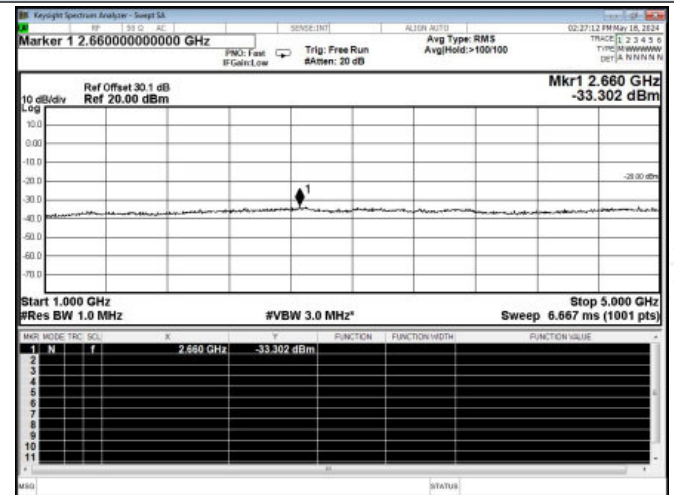 Keysight Spectrum Analyzer - Swept SA
RF 50 Ω AC SENSE:INT ALIGN AUTO 02:27:12 PM May 16, 2024
Marker 1 2.660000000000 GHz
PNO: Fast
IFGain:Low
Trig: Free Run
#Atten: 20 dB
Avg Type: RMS
Avg|Hold:>100/100
TRACE 1 2 3 4 5 6
TYPE MWWWWW
DET A NNNNN
Ref Offset 30.1 dB
10 dB/div Ref 20.00 dBm
Log
Mkr1 2.660 GHz
-33.302 dBm
10.0
0.00
-10.0
-20.0
-30.0
-40.0
-50.0
-60.0
-70.0
1
Start 1.000 GHz
Stop 5.000 GHz
#Res BW 1.0 MHz #VBW 3.0 MHz* Sweep 6.667 ms (1001 pts)
MKR MODE TRC SCL X Y FUNCTION FUNCTION WIDTH FUNCTION VALUE
1 N f 2.660 GHz -33.302 dBm
2
3
4
5
6
7
8
9
10
11
MSG STATUS